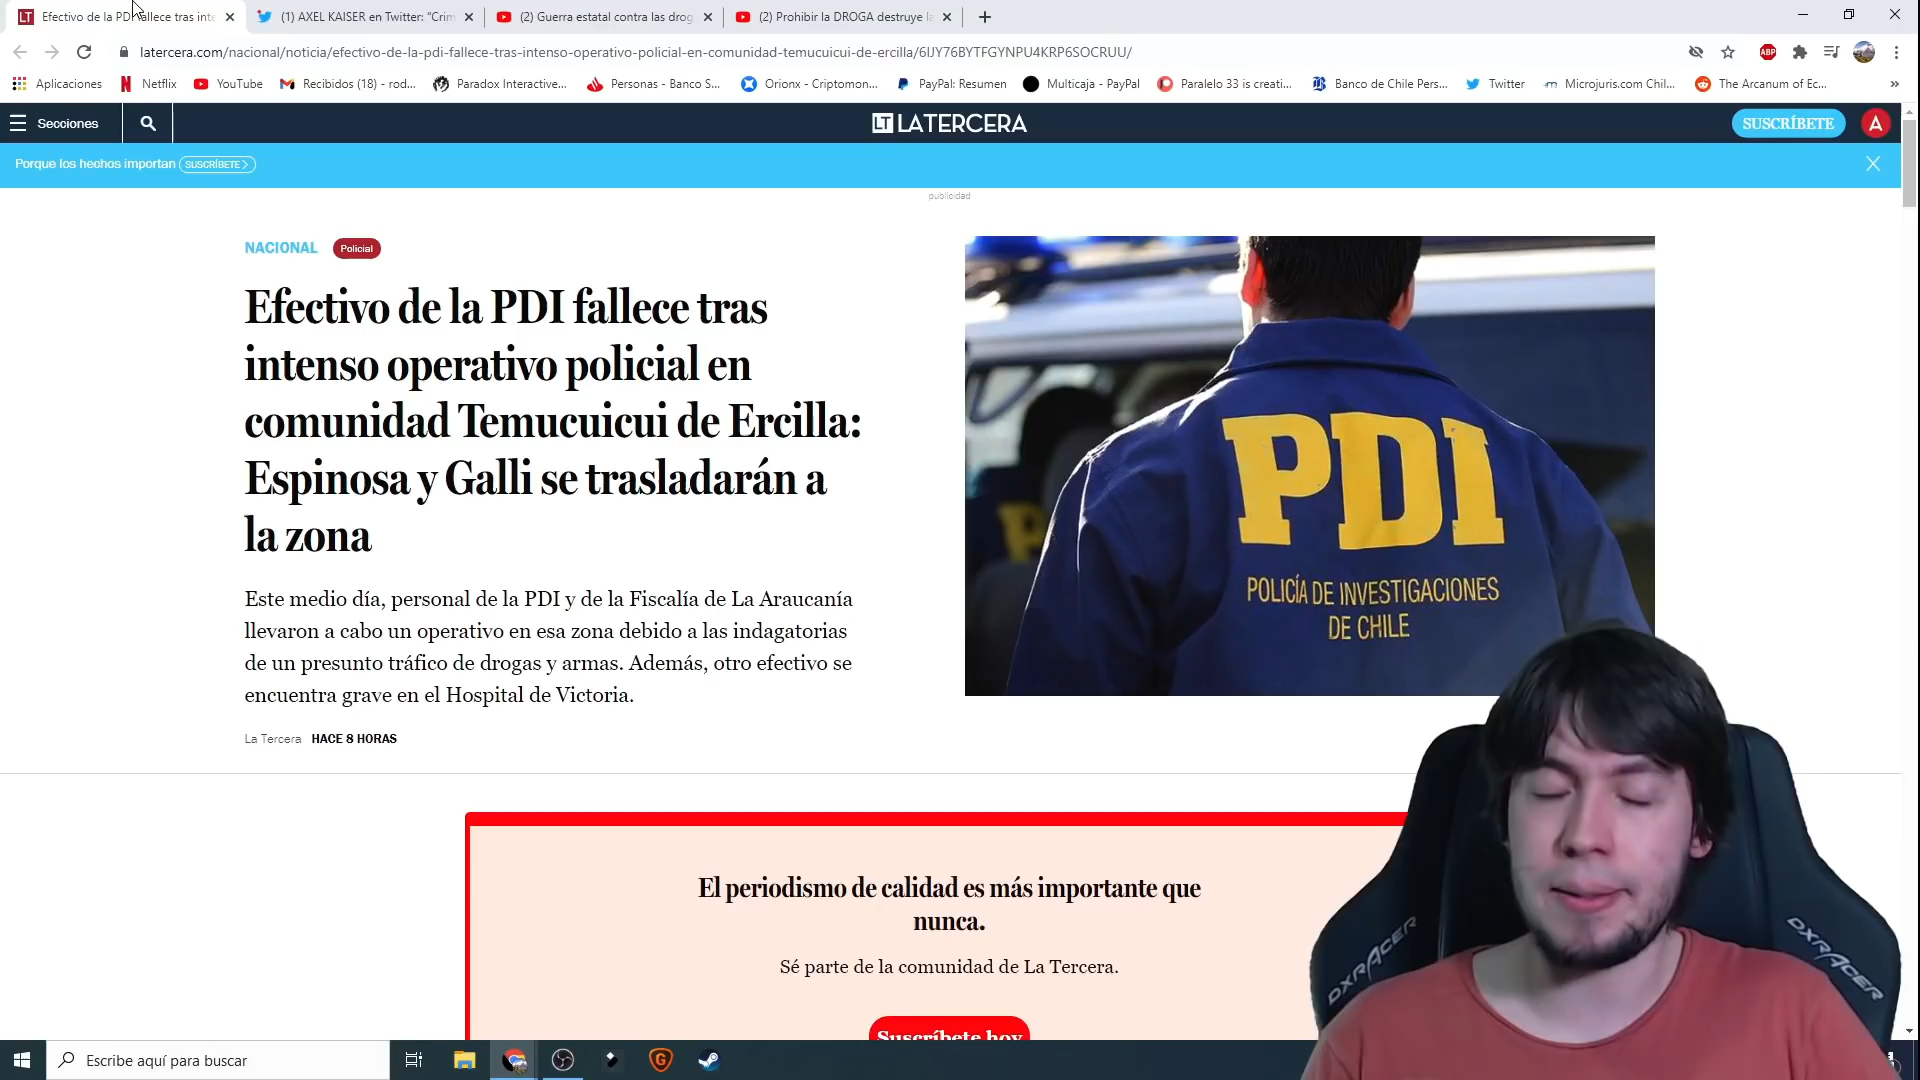 Efectivo de la PDI fallece tras inte
(1) AXEL KAISER en Twitter: "Crim
(2) Guerra estatal contra las drog
(2) Prohibir la DROGA destruye la
latercera.com/nacional/noticia/efectivo-de-la-pdi-fallece-tras-intenso-operativo-policial-en-comunidad-temucuicui-de-ercilla/6IJY76BYTFGYNPU4KRP6SOCRUU/
ABP
Aplicaciones
Netflix
YouTube
Recibidos (18) - rod...
Paradox Interactive...
Personas - Banco S...
Orionx - Criptomon...
PayPal: Resumen
Multicaja - PayPal
Paralelo 33 is creati...
Banco de Chile Pers...
Twitter
Microjuris.com Chil...
The Arcanum of Ec...
Secciones
LT LATERCERA
SUSCRÍBETE
A
Porque los hechos importan SUSCRÍBETE >
publicidad
NACIONAL Policial
Efectivo de la PDI fallece tras
intenso operativo policial en
comunidad Temucuicui de Ercilla:
Espinosa y Galli se trasladarán a
la zona
Este medio día, personal de la PDI y de la Fiscalía de La Araucanía
llevaron a cabo un operativo en esa zona debido a las indagatorias
de un presunto tráfico de drogas y armas. Además, otro efectivo se
encuentra grave en el Hospital de Victoria.
La Tercera HACE 8 HORAS
PDI
POLICÍA DE INVESTIGACIONES
DE CHILE
El periodismo de calidad es más importante que
nunca.
Sé parte de la comunidad de La Tercera.
Suscríbete hoy
DXRACER
DXRACER
Escribe aquí para buscar